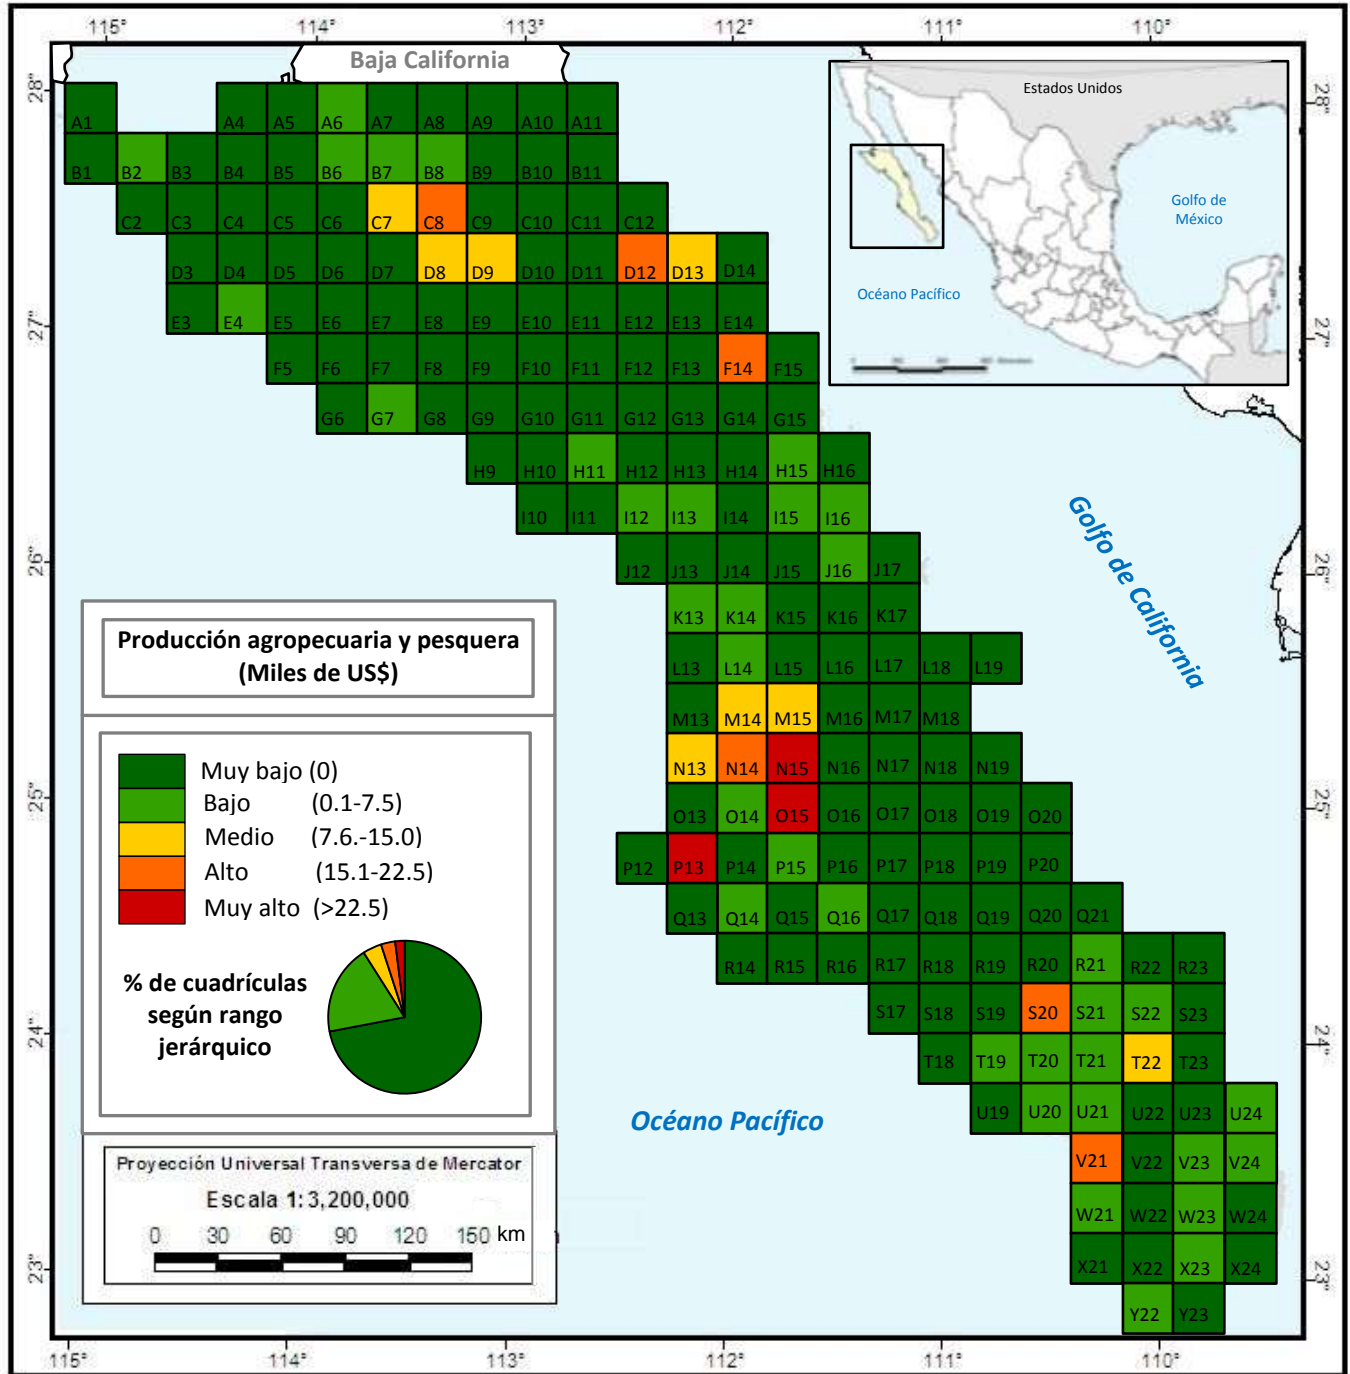 115° 114° 113° 112° 111° 110°
Baja California
28°
28°
Estados Unidos
Golfo de
México
Océano Pacífico
A1 A4 A5 A6 A7 A8 A9 A10 A11
B1 B2 B3 B4 B5 B6 B7 B8 B9 B10 B11
C2 C3 C4 C5 C6 C7 C8 C9 C10 C11 C12
D3 D4 D5 D6 D7 D8 D9 D10 D11 D12 D13 D14
E3 E4 E5 E6 E7 E8 E9 E10 E11 E12 E13 E14
27°
27°
F5 F6 F7 F8 F9 F10 F11 F12 F13 F14 F15
G6 G7 G8 G9 G10 G11 G12 G13 G14 G15
H9 H10 H11 H12 H13 H14 H15 H16
I10 I11 I12 I13 I14 I15 I16
Golfo de California
26°
26°
J12 J13 J14 J15 J16 J17
K13 K14 K15 K16 K17
L13 L14 L15 L16 L17 L18 L19
M13 M14 M15 M16 M17 M18
N13 N14 N15 N16 N17 N18 N19
25°
25°
O13 O14 O15 O16 O17 O18 O19 O20
P12 P13 P14 P15 P16 P17 P18 P19 P20
Q13 Q14 Q15 Q16 Q17 Q18 Q19 Q20 Q21
R14 R15 R16 R17 R18 R19 R20 R21 R22 R23
S17 S18 S19 S20 S21 S22 S23
24°
24°
T18 T19 T20 T21 T22 T23
U19 U20 U21 U22 U23 U24
V21 V22 V23 V24
W21 W22 W23 W24
X21 X22 X23 X24
23°
23°
Y22 Y23
Océano Pacífico
Producción agropecuaria y pesquera
(Miles de US$)
Muy bajo (0)
Bajo (0.1-7.5)
Medio (7.6.-15.0)
Alto (15.1-22.5)
Muy alto (>22.5)
% de cuadrículas
según rango
jerárquico
Proyección Universal Transversa de Mercator
Escala 1:3,200,000
0 30 60 90 120 150 km
115° 114° 113° 112° 111° 110°